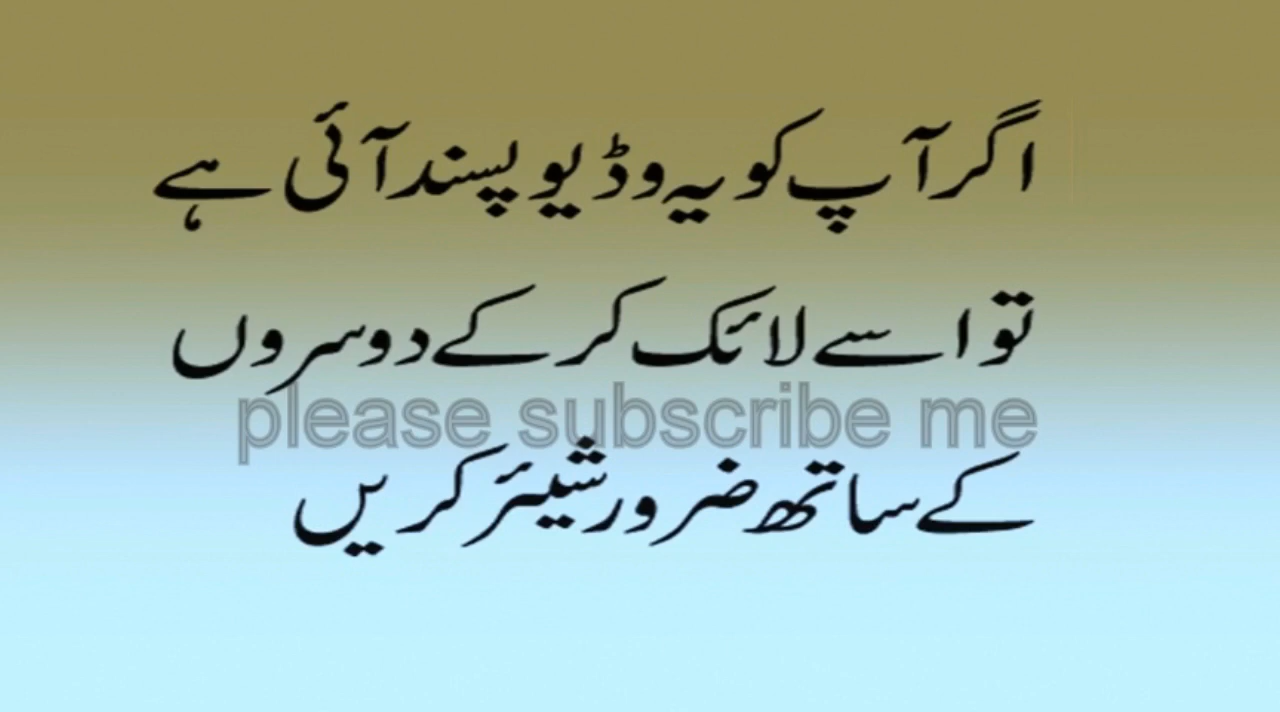 اگر آپ کو یہ وڈیو پسند آئی ہے
تو اسے لائک کر کے دوسروں
please subscribe me
کے ساتھ ضرور شیئر کریں